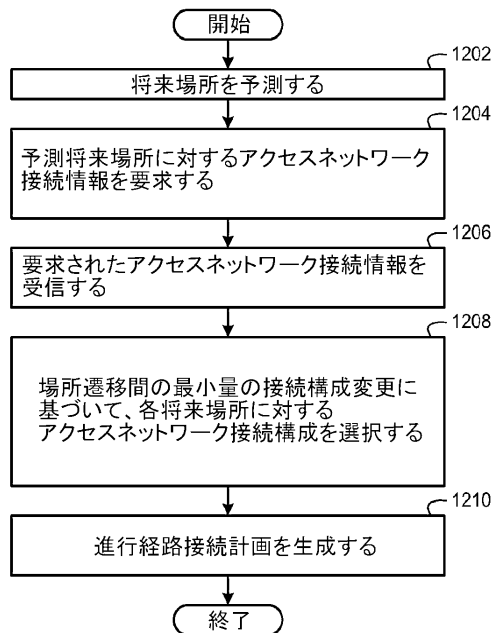 開始
1202
将来場所を予測する
1204
予測将来場所に対するアクセスネットワーク
接続情報を要求する
1206
要求されたアクセスネットワーク接続情報を
受信する
1208
場所遷移間の最小量の接続構成変更に
基づいて、各将来場所に対する
アクセスネットワーク接続構成を選択する
1210
進行経路接続計画を生成する
終了